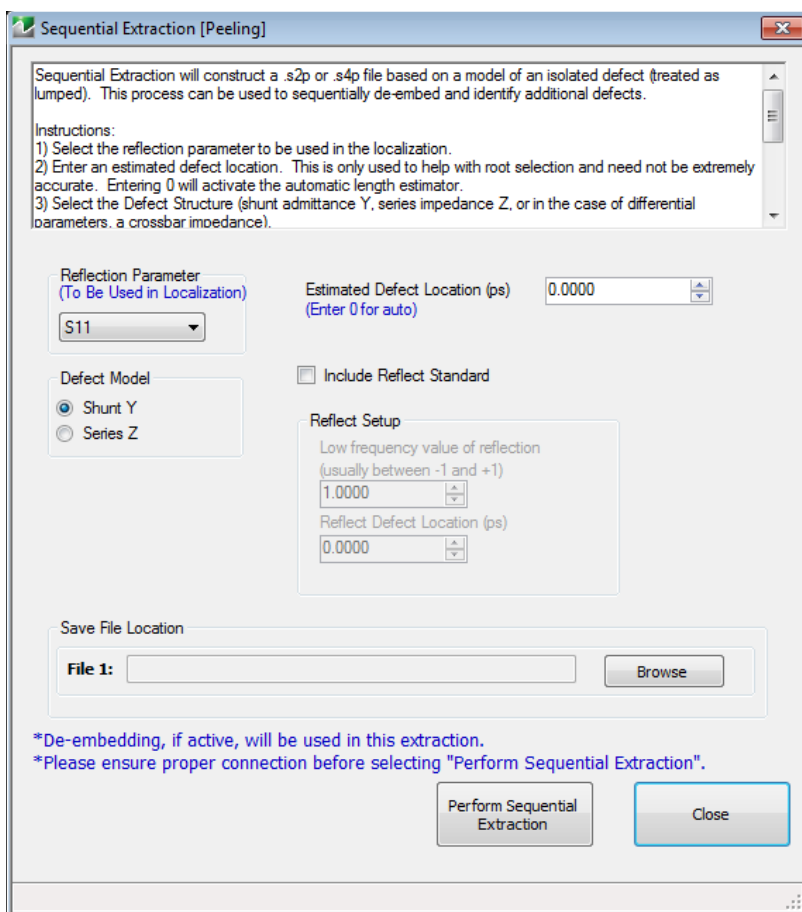 Sequential Extraction [Peeling]
Sequential Extraction will construct a .s2p or .s4p file based on a model of an isolated defect (treated as
lumped). This process can be used to sequentially de-embed and identify additional defects.
Instructions:
1) Select the reflection parameter to be used in the localization.
2) Enter an estimated defect location. This is only used to help with root selection and need not be extremely
accurate. Entering 0 will activate the automatic length estimator.
3) Select the Defect Structure (shunt admittance Y, series impedance Z, or in the case of differential
parameters, a crossbar impedance).
Reflection Parameter
(To Be Used in Localization)
S11
Estimated Defect Location (ps)
(Enter 0 for auto)
0.0000
Defect Model
Shunt Y
Series Z
Include Reflect Standard
Reflect Setup
Low frequency value of reflection
(usually between -1 and +1)
1.0000
Reflect Defect Location (ps)
0.0000
Save File Location
File 1:
Browse
*De-embedding, if active, will be used in this extraction.
*Please ensure proper connection before selecting "Perform Sequential Extraction".
Perform Sequential
Extraction
Close